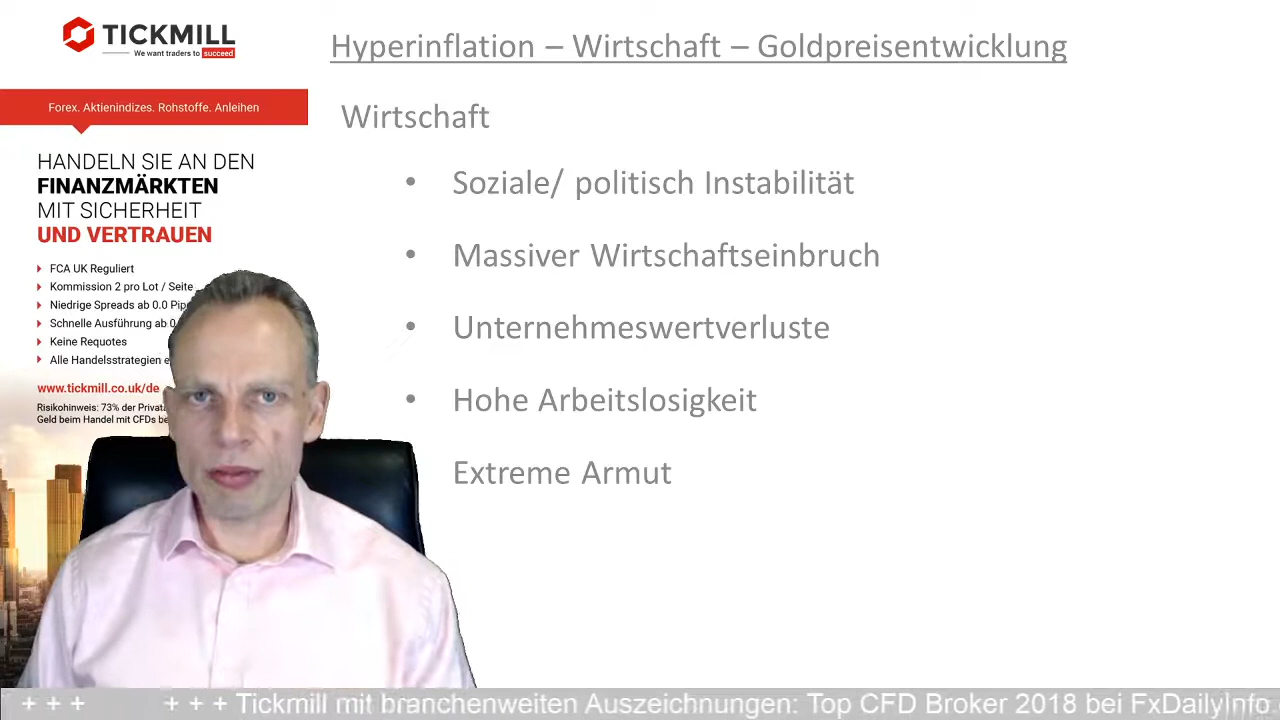 TICKMILL
We want traders to succeed
Hyperinflation – Wirtschaft – Goldpreisentwicklung
Forex. Aktienindizes. Rohstoffe. Anleihen
HANDELN SIE AN DEN
FINANZMÄRKTEN
MIT SICHERHEIT
UND VERTRAUEN
FCA UK Reguliert
Kommission 2 pro Lot / Seite
Niedrige Spreads ab 0.0
Schnelle Ausführung ab
Keine Requotes
Alle Handelsstrategien
www.tickmill.co.uk/de
Risikohinweis: 73% der
Geld beim Handel mit CFDs
Wirtschaft
• Soziale/ politisch Instabilität
• Massiver Wirtschaftseinbruch
• Unternehmeswertverluste
• Hohe Arbeitslosigkeit
Extreme Armut
+ + + + + + Tickmill mit branchenweiten Auszeichnungen: Top CFD Broker 2018 bei FxDailyInfo